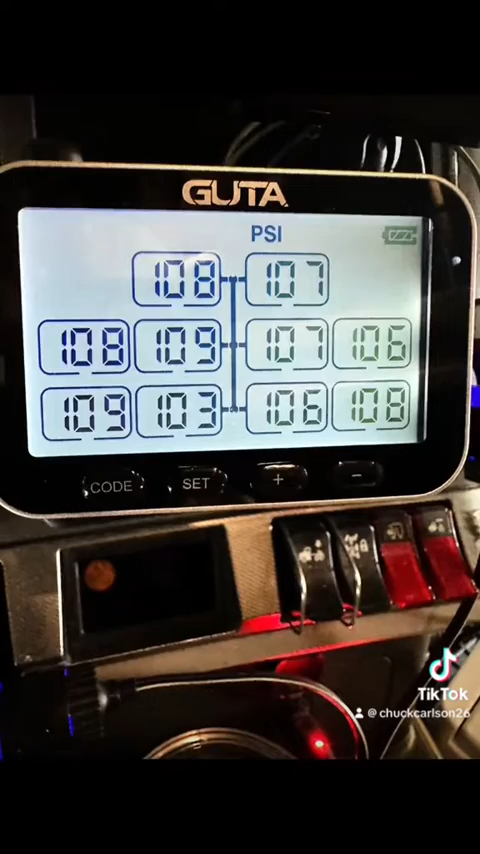 GUTA
PSI
108 107
108 109 107 106
109 103 106 108
CODE SET + -
TikTok
@chuckcarlson26